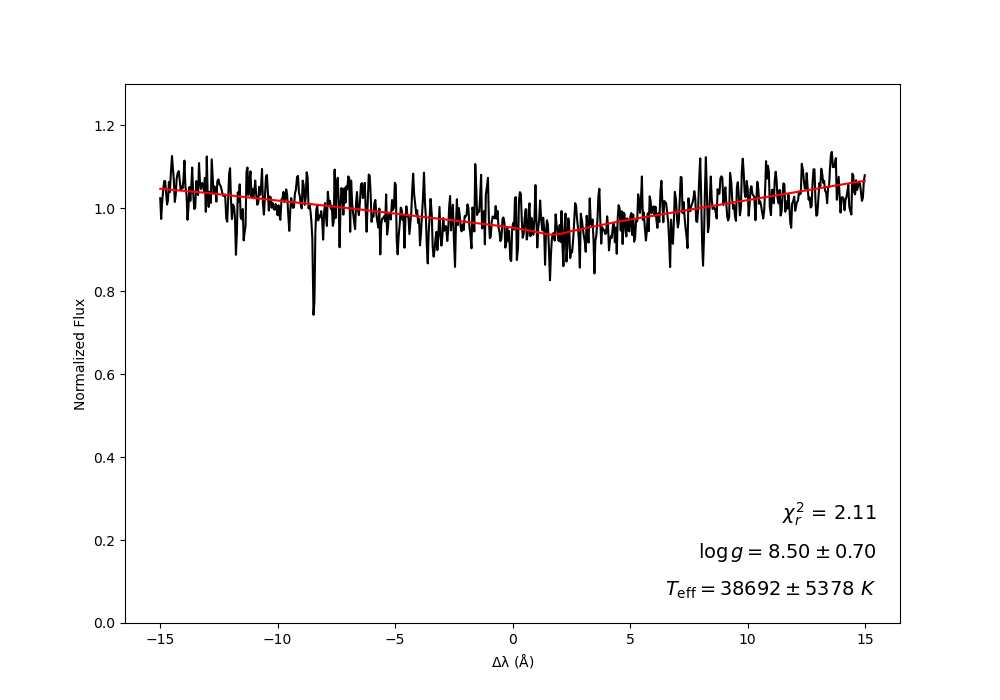 1.2
1.0
0.8
0.6
0.4
0.2
0.0
Normalized Flux
χ²ᵣ = 2.11
log g = 8.50 ± 0.70
T_eff = 38692 ± 5378 K
−15 −10 −5 0 5 10 15
Δλ (Å)